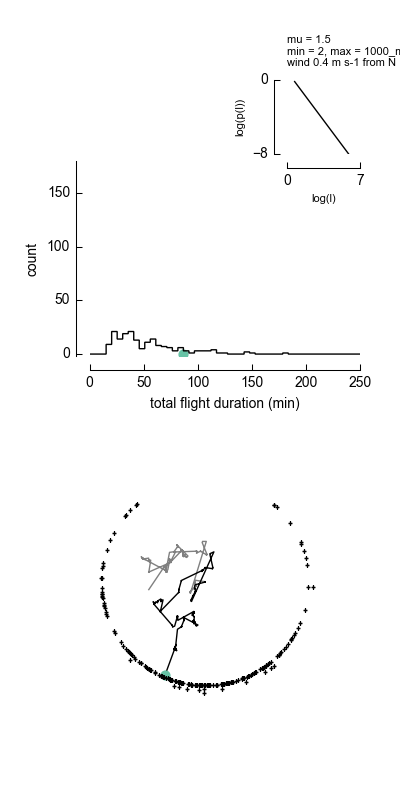 mu = 1.5
min = 2, max = 1000_m
wind 0.4 m s-1 from N
0
log(p(l))
−8
0
7
log(l)
150
count
100
50
0
0
50
100
150
200
250
total flight duration (min)